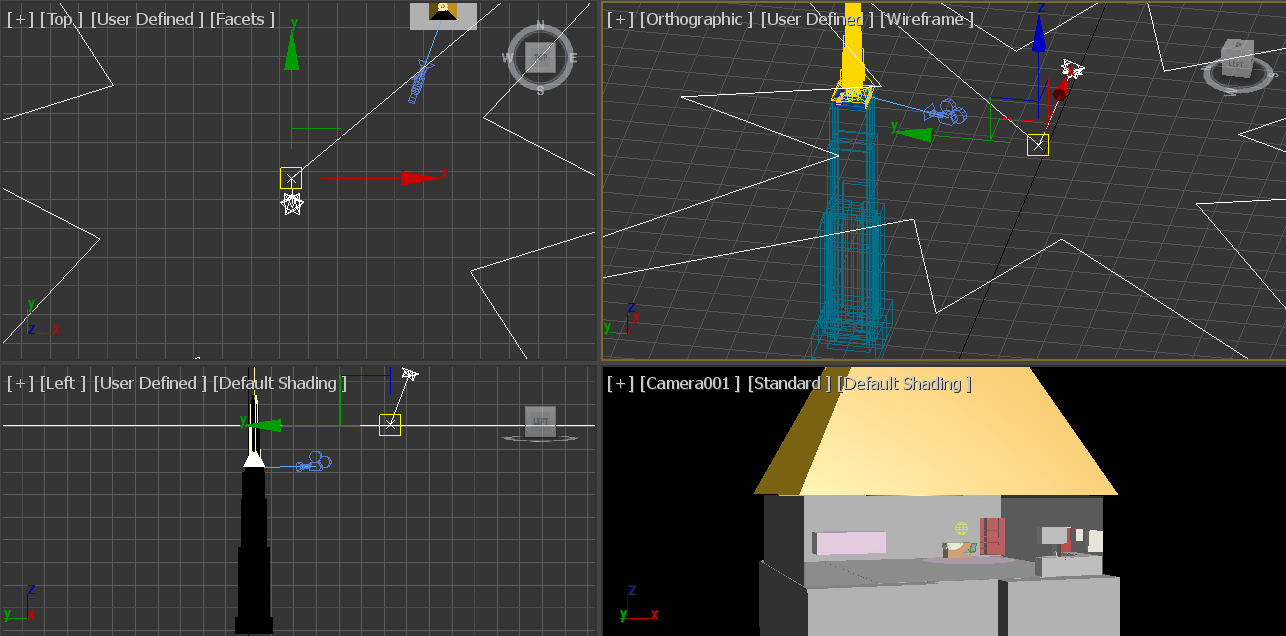 [+] [Top ] [User Defined ] [Facets ]
y
N
W
TOP
E
S
x
y
z
x
[+] [Orthographic ] [User Defined ] [Wireframe ]
z
x
y
LEFT
W
S
z
x
y
[+] [Left ] [User Defined ] [Default Shading ]
y
LEFT
z
y
x
[+] [Camera001 ] [Standard ] [Default Shading ]
z
y
x